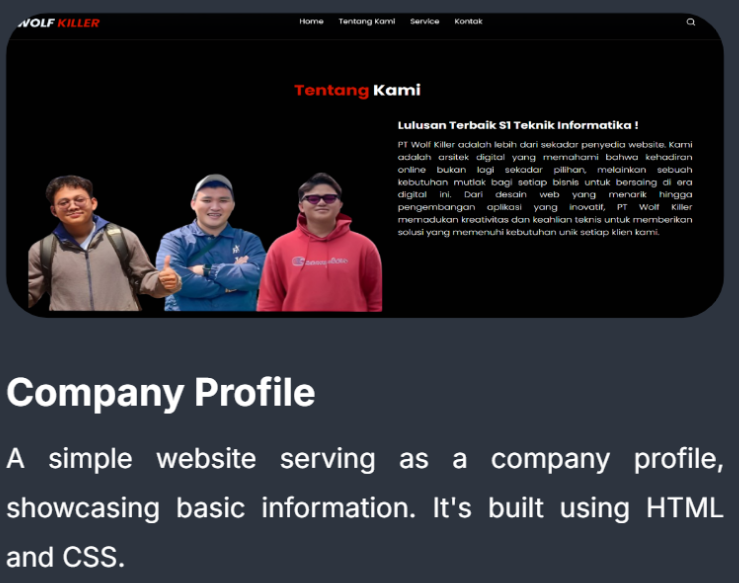 WOLF KILLER
Home Tentang Kami Service Kontak
Tentang Kami
Lulusan Terbaik S1 Teknik Informatika !
PT Wolf Killer adalah lebih dari sekadar penyedia website. Kami
adalah arsitek digital yang memahami bahwa kehadiran
online bukan lagi sekadar pilihan, melainkan sebuah
kebutuhan mutlak bagi setiap bisnis untuk bersaing di era
digital ini. Dari desain web yang menarik hingga
pengembangan aplikasi yang inovatif, PT Wolf Killer
memadukan kreativitas dan keahlian teknis untuk memberikan
solusi yang memenuhi kebutuhan unik setiap klien kami.
Champion
Company Profile
A simple website serving as a company profile,
showcasing basic information. It's built using HTML
and CSS.